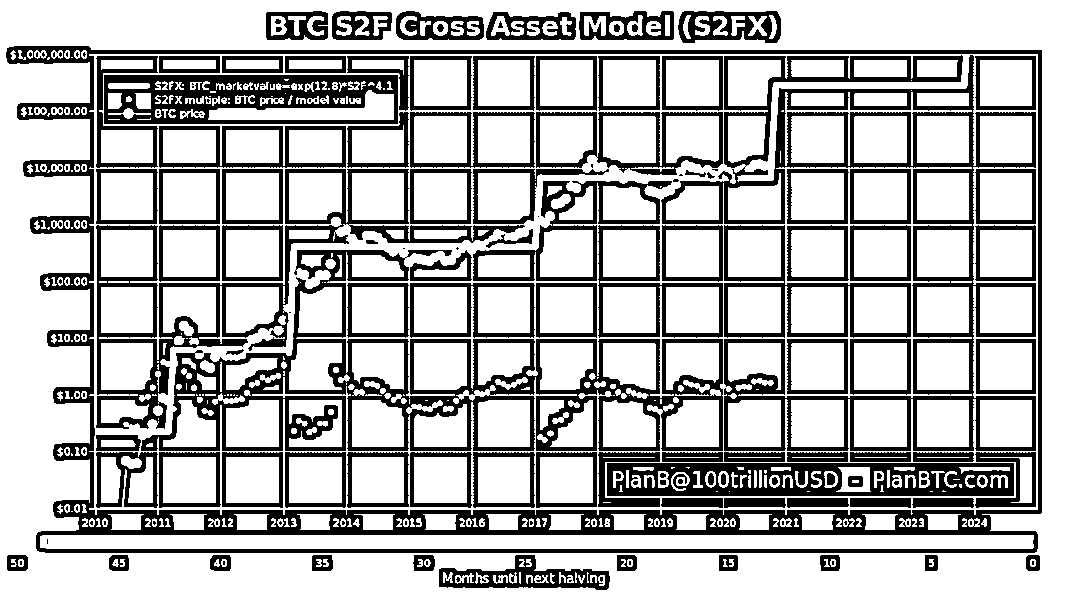 BTC S2F Cross Asset Model (S2FX)
$1,000,000.00
S2FX: BTC_marketvalue=exp(12.8)*S2F^4.1
S2FX multiple: BTC price / model value
BTC price
$100,000.00
$10,000.00
$1,000.00
$100.00
$10.00
$1.00
$0.10
PlanB@100trillionUSD - PlanBTC.com
$0.01
2010 2011 2012 2013 2014 2015 2016 2017 2018 2019 2020 2021 2022 2023 2024
50 45 40 35 30 25 20 15 10 5 0
Months until next halving